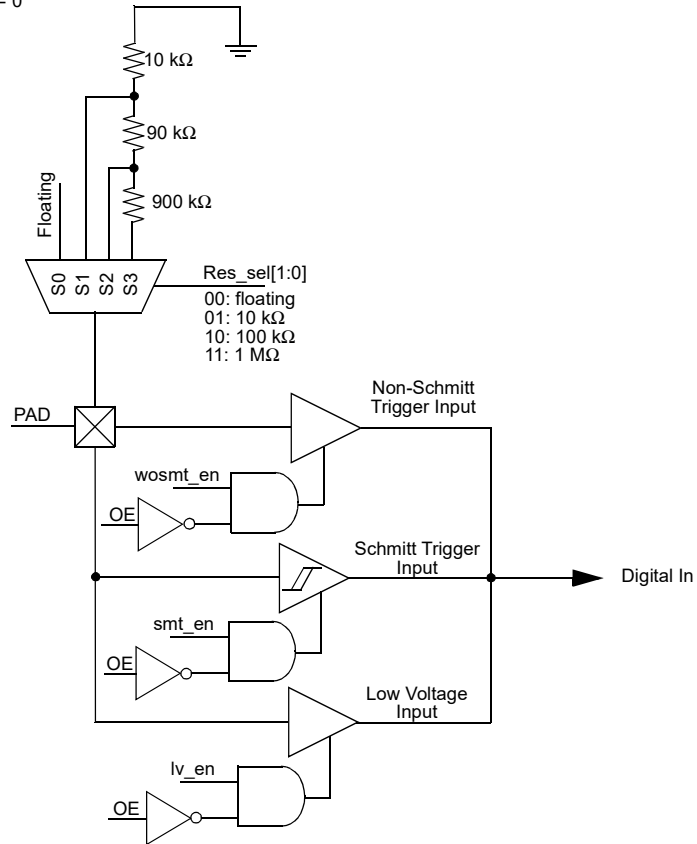 = 0
10 kΩ
90 kΩ
900 kΩ
Floating
S0
S1
S2
S3
Res_sel[1:0]
00: floating
01: 10 kΩ
10: 100 kΩ
11: 1 MΩ
PAD
Non-Schmitt
Trigger Input
wosmt_en
OE
Schmitt Trigger
Input
Digital In
smt_en
OE
Low Voltage
Input
lv_en
OE